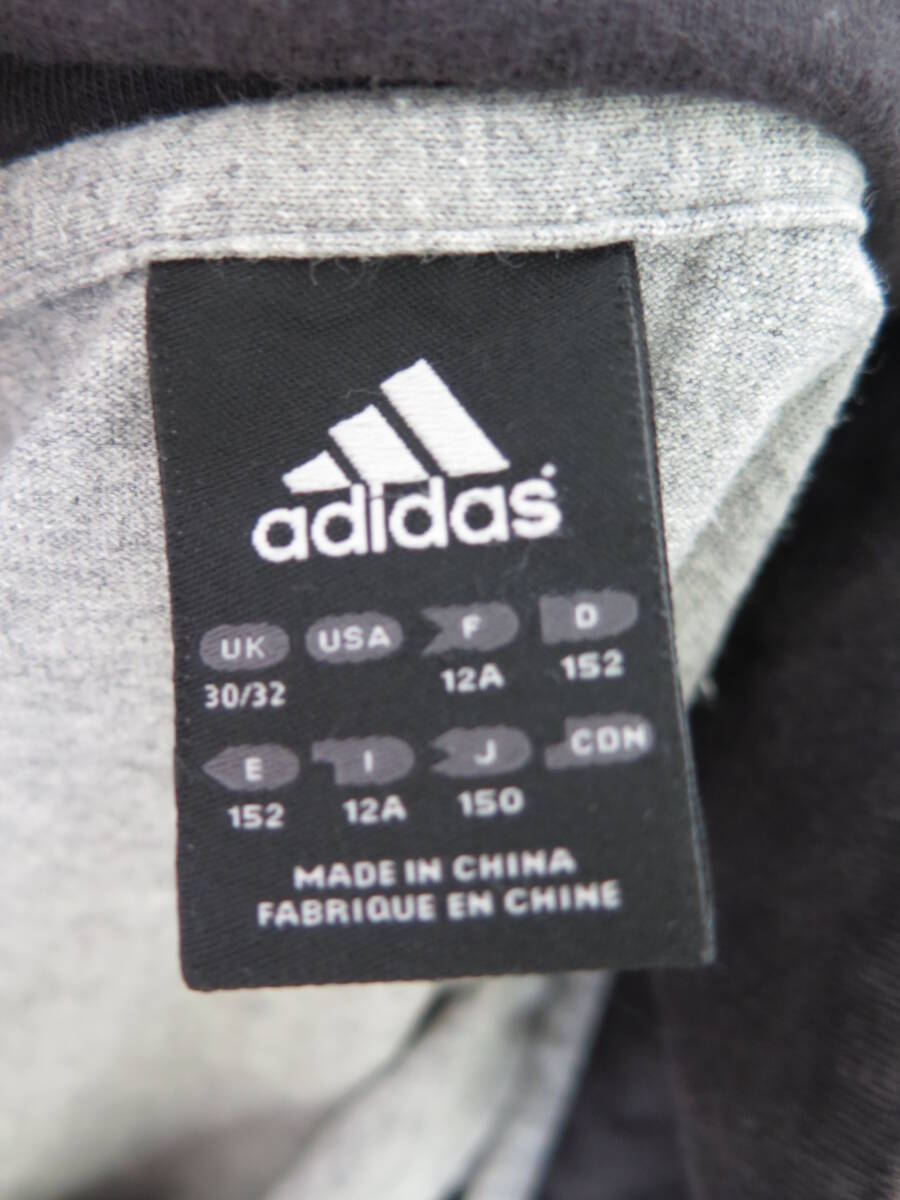 adidas
UK USA F D
30/32 12A 152
E I J CDN
152 12A 150
MADE IN CHINA
FABRIQUE EN CHINE